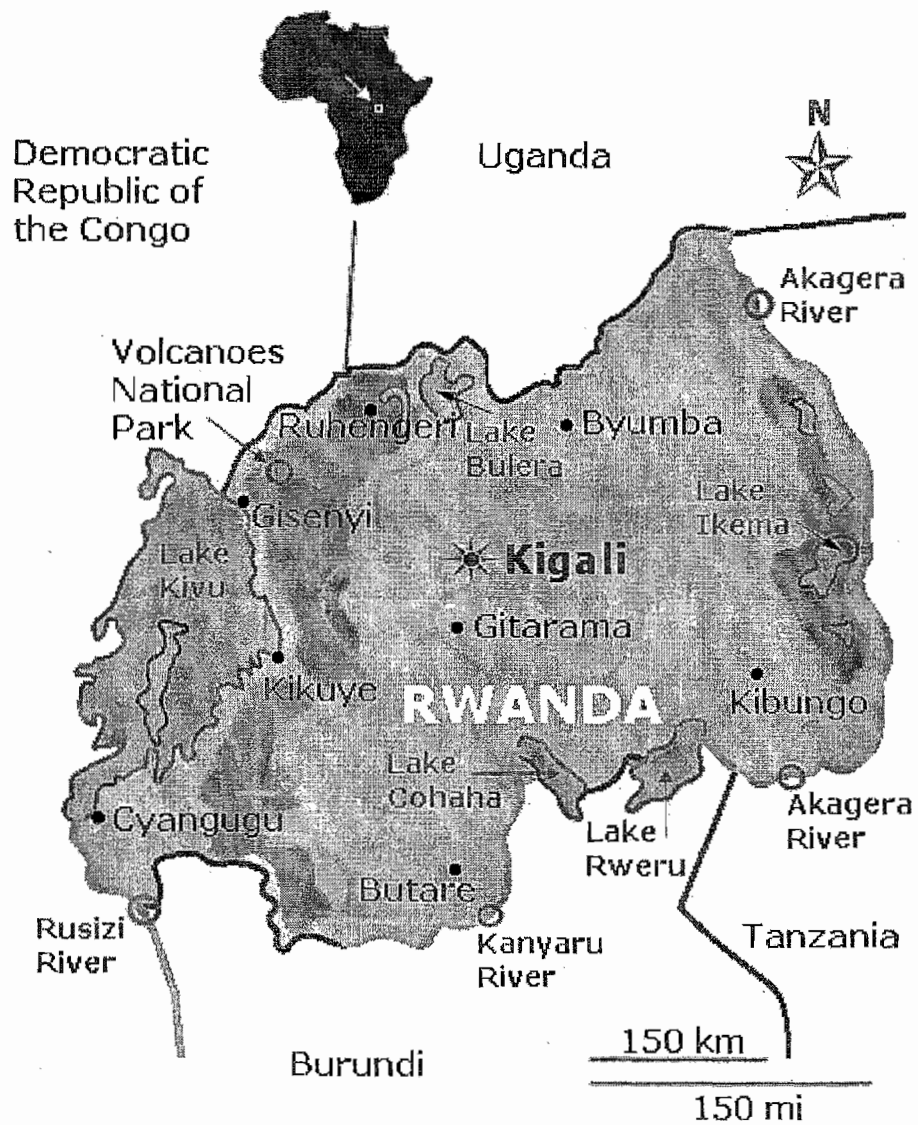 N
Democratic
Republic of
the Congo
Uganda
Akagera
River
Volcanoes
National
Park
Ruhengeri
Lake
Bulera
Byumba
Lake
Ikema
Gisenyi
Lake
Kivu
Kigali
Gitarama
Kikuye
RWANDA
Kibungo
Lake
Cohaha
Cyangugu
Lake
Rweru
Akagera
River
Butare
Rusizi
River
Kanyaru
River
Tanzania
Burundi
150 km
150 mi